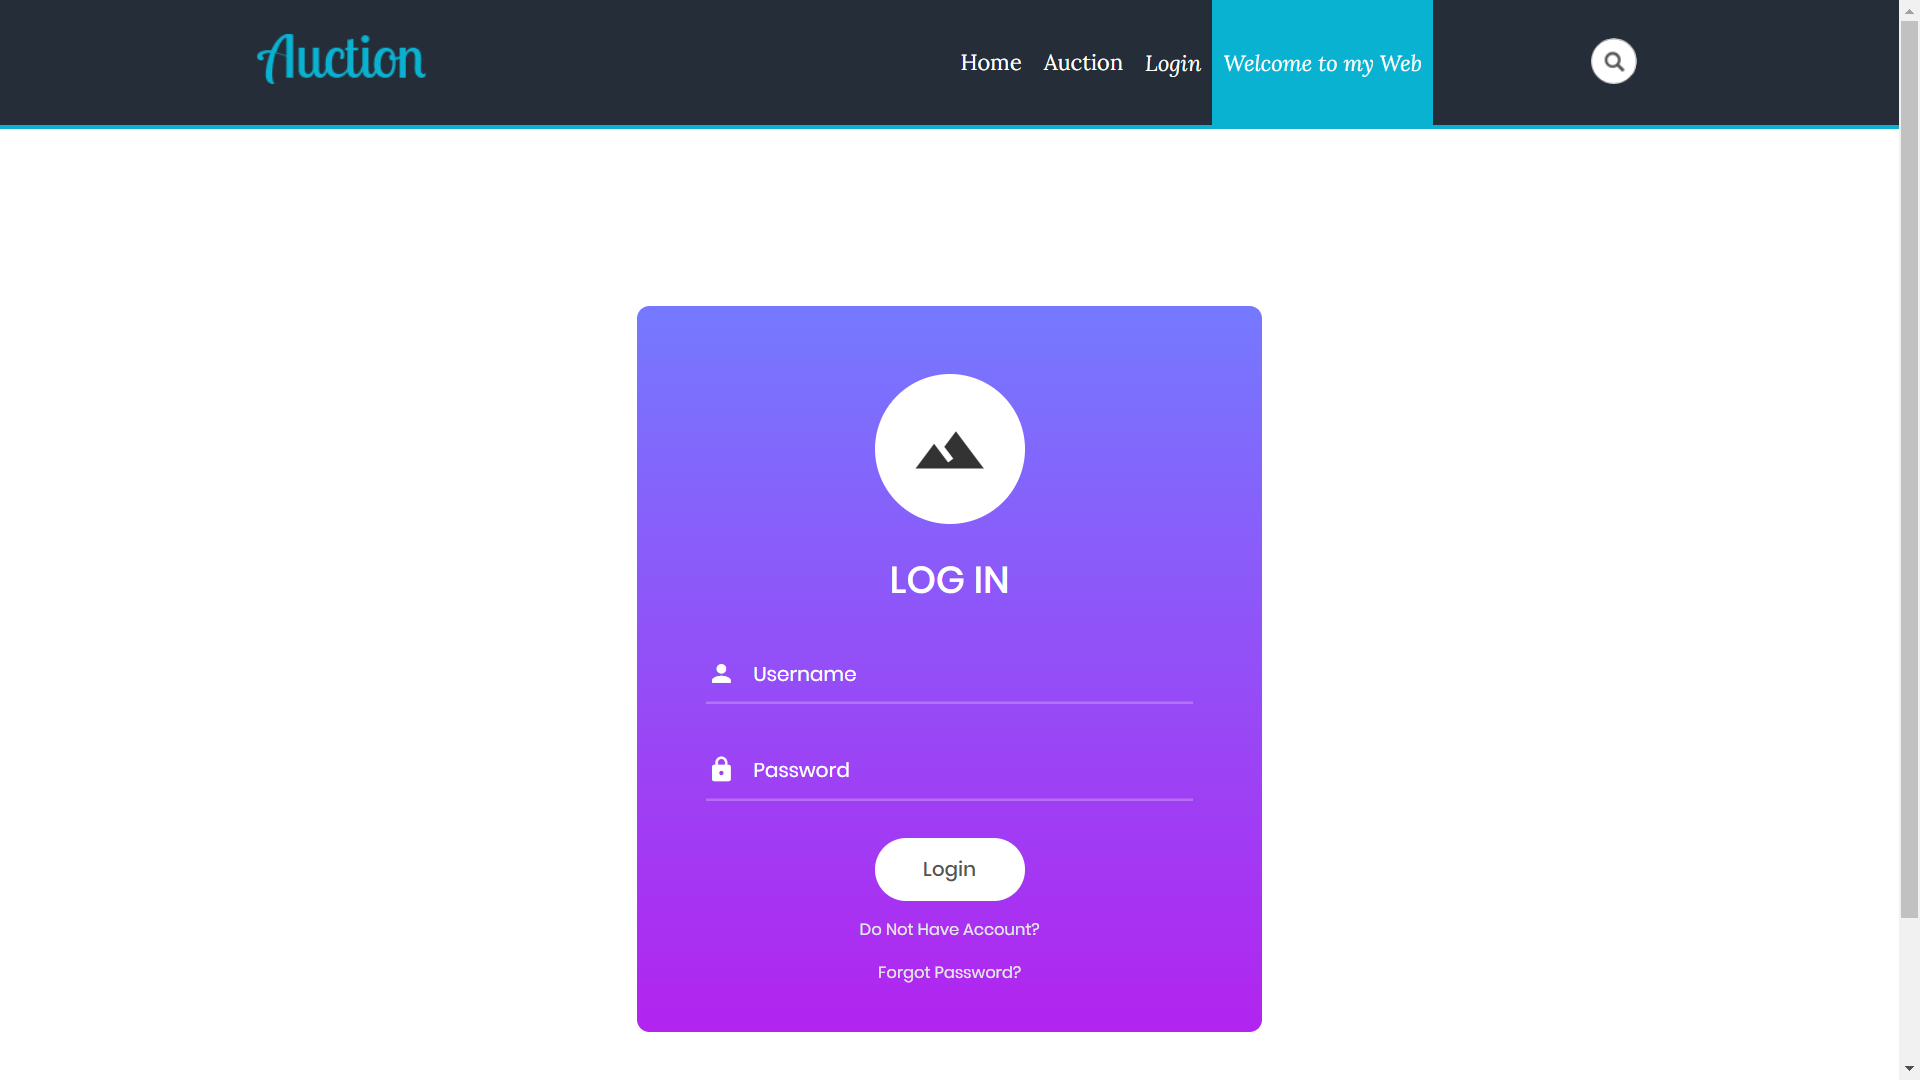 Auction
Home Auction Login Welcome to my Web
LOG IN
Username
Password
Login
Do Not Have Account?
Forgot Password?